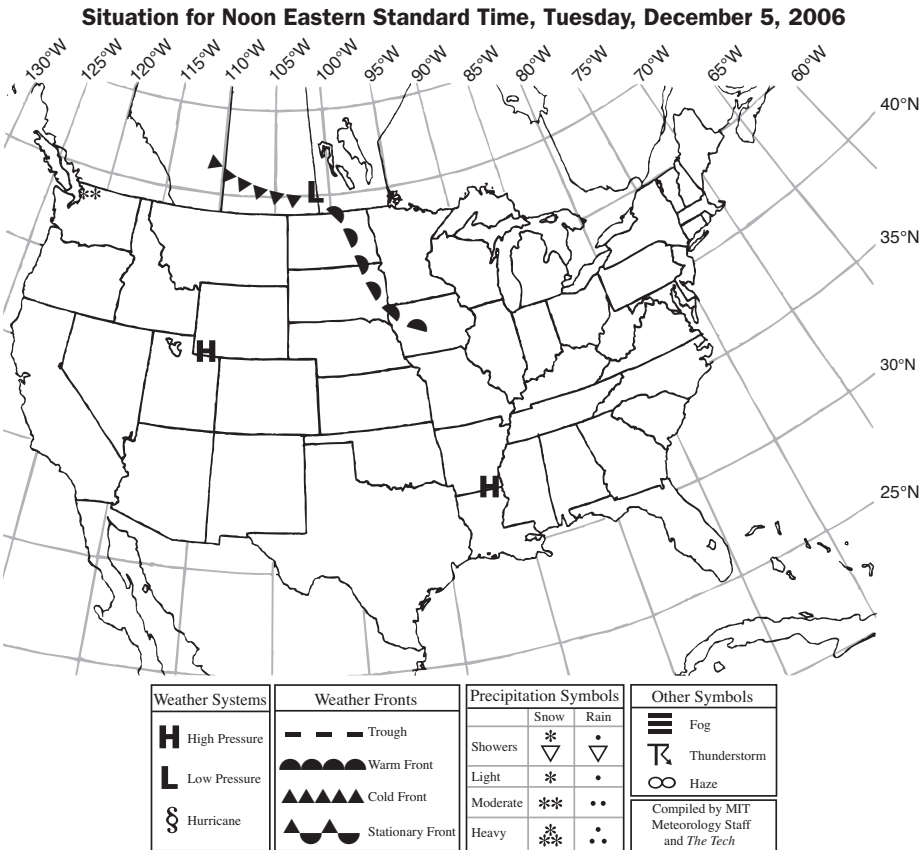 Situation for Noon Eastern Standard Time, Tuesday, December 5, 2006
130°W 125°W 120°W 115°W 110°W 105°W 100°W 95°W 90°W 85°W 80°W 75°W 70°W 65°W 60°W
40°N
35°N
30°N
25°N
**
L
H
H
Weather Systems
H High Pressure
L Low Pressure
§ Hurricane
Weather Fronts
Trough
Warm Front
Cold Front
Stationary Front
Precipitation Symbols
Snow Rain
Showers
Light
Moderate
Heavy
Other Symbols
Fog
Thunderstorm
Haze
Compiled by MIT
Meteorology Staff
and The Tech